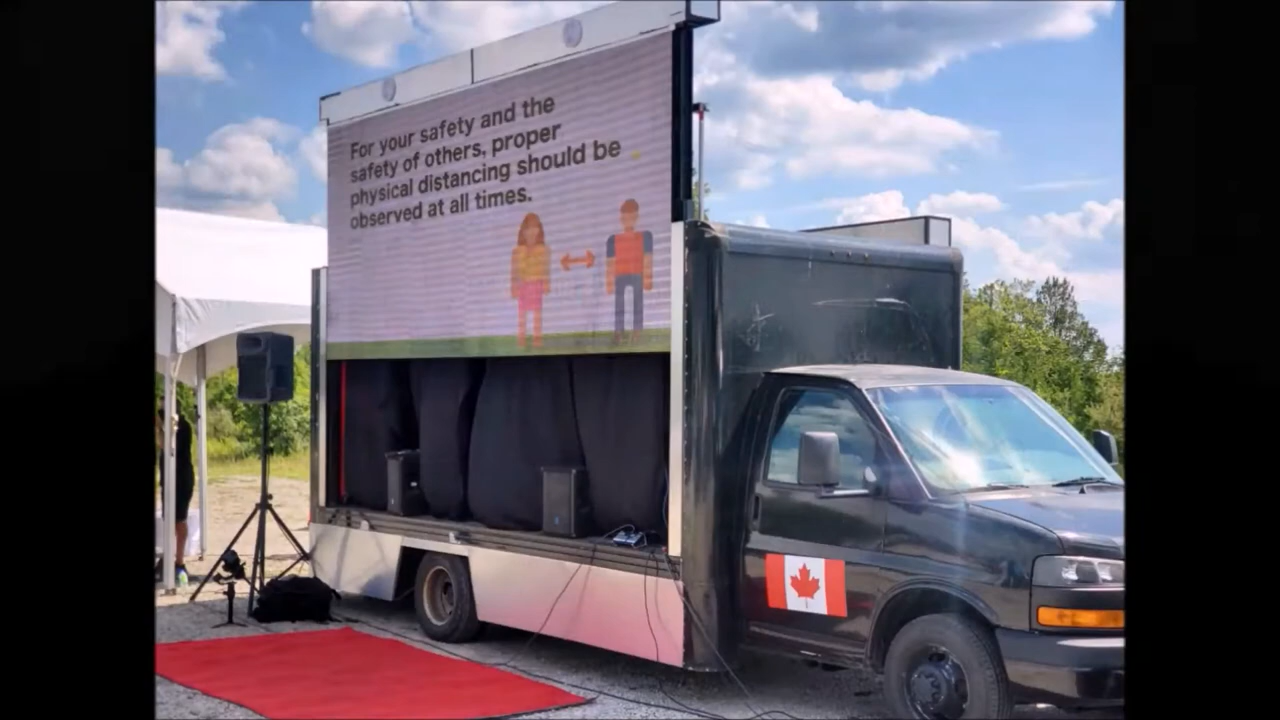 For your safety and the
safety of others, proper
physical distancing should be
observed at all times.